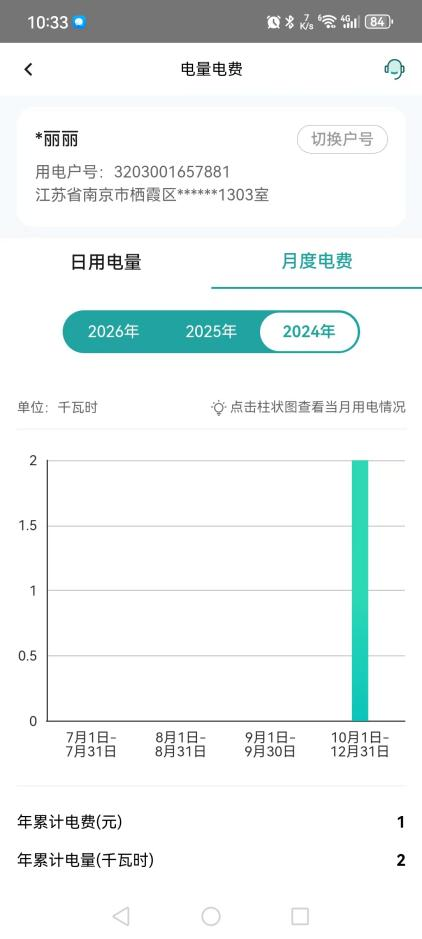 10:33
7 K/s
6
4G
84
电量电费
*丽丽
切换户号
用电户号：3203001657881
江苏省南京市栖霞区******1303室
日用电量
月度电费
2026年
2025年
2024年
单位：千瓦时
点击柱状图查看当月用电情况
2
1.5
1
0.5
0
7月1日-
7月31日
8月1日-
8月31日
9月1日-
9月30日
10月1日-
12月31日
年累计电费(元)
1
年累计电量(千瓦时)
2